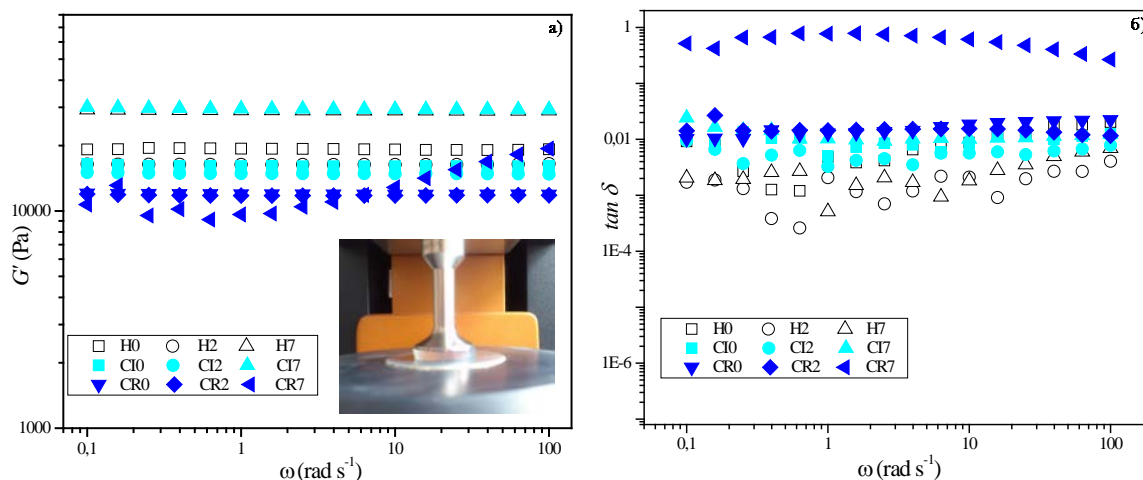 а)
10000
1000
G' (Pa)
0,1 1 10 100
ω (rad s⁻¹)
H0 H2 H7
CI0 CI2 CI7
CR0 CR2 CR7
б)
1
0,01
1E-4
1E-6
tan δ
0,1 1 10 100
ω (rad s⁻¹)
H0 H2 H7
CI0 CI2 CI7
CR0 CR2 CR7